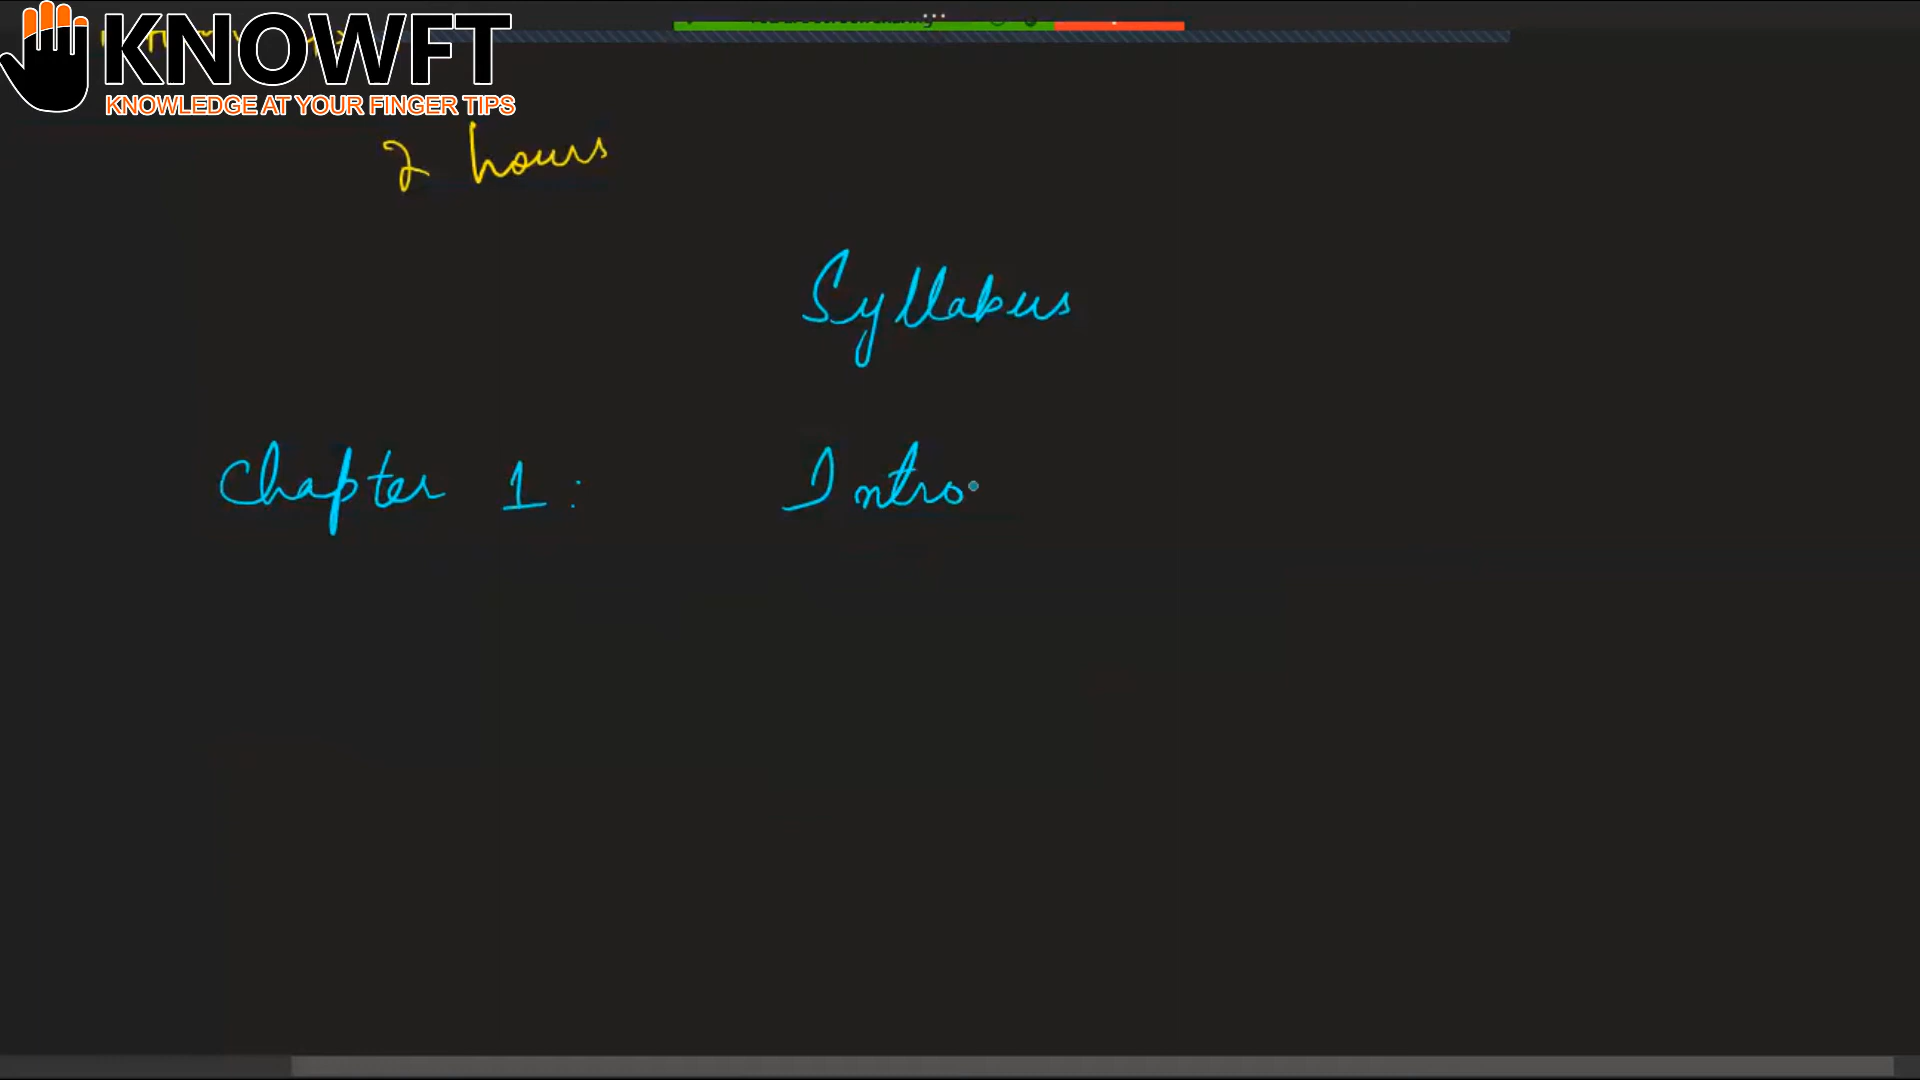 KNOWFT
KNOWLEDGE AT YOUR FINGER TIPS
2 hours
Syllabus
Chapter 1: Intro